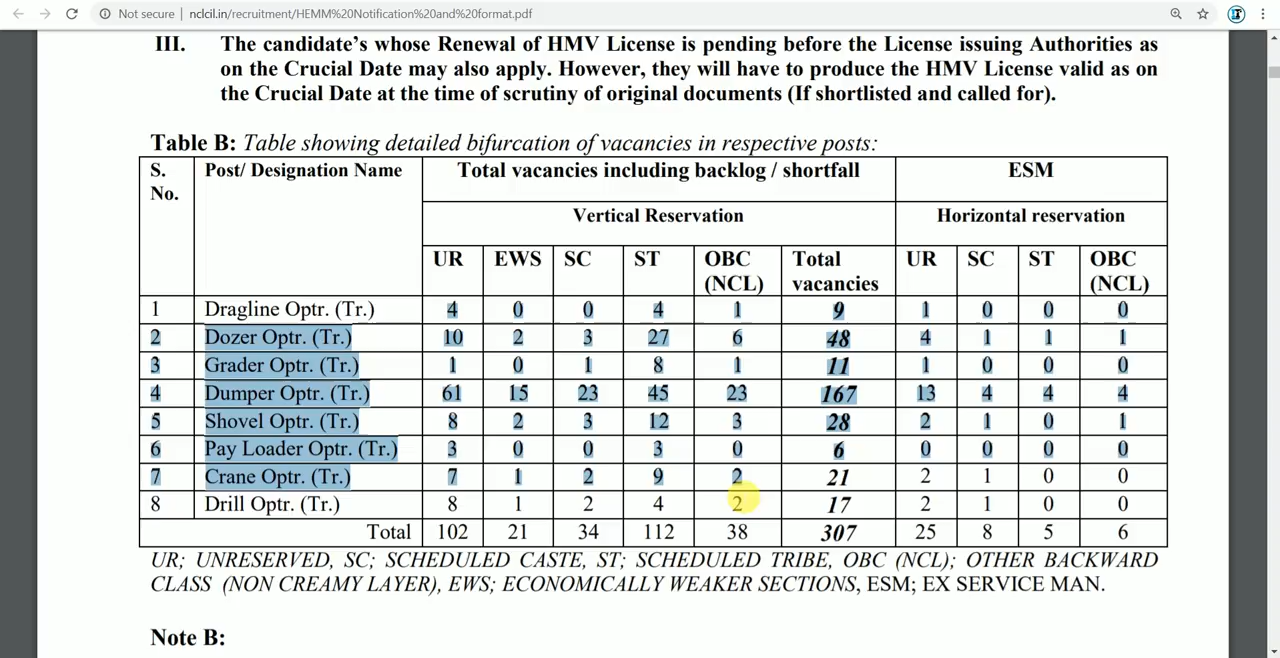 Not secure | nclcil.in/recruitment/HEMM%20Notification%20and%20format.pdf
III. The candidate's whose Renewal of HMV License is pending before the License issuing Authorities as
on the Crucial Date may also apply. However, they will have to produce the HMV License valid as on
the Crucial Date at the time of scrutiny of original documents (If shortlisted and called for).
Table B: Table showing detailed bifurcation of vacancies in respective posts:
S. No. Post/ Designation Name Total vacancies including backlog / shortfall ESM
Vertical Reservation Horizontal reservation
UR EWS SC ST OBC (NCL) Total vacancies UR SC ST OBC (NCL)
1 Dragline Optr. (Tr.) 4 0 0 4 1 9 1 0 0 0
2 Dozer Optr. (Tr.) 10 2 3 27 6 48 4 1 1 1
3 Grader Optr. (Tr.) 1 0 1 8 1 11 1 0 0 0
4 Dumper Optr. (Tr.) 61 15 23 45 23 167 13 4 4 4
5 Shovel Optr. (Tr.) 8 2 3 12 3 28 2 1 0 1
6 Pay Loader Optr. (Tr.) 3 0 0 3 0 6 0 0 0 0
7 Crane Optr. (Tr.) 7 1 2 9 2 21 2 1 0 0
8 Drill Optr. (Tr.) 8 1 2 4 2 17 2 1 0 0
Total 102 21 34 112 38 307 25 8 5 6
UR; UNRESERVED, SC; SCHEDULED CASTE, ST; SCHEDULED TRIBE, OBC (NCL); OTHER BACKWARD
CLASS (NON CREAMY LAYER), EWS; ECONOMICALLY WEAKER SECTIONS, ESM; EX SERVICE MAN.
Note B: